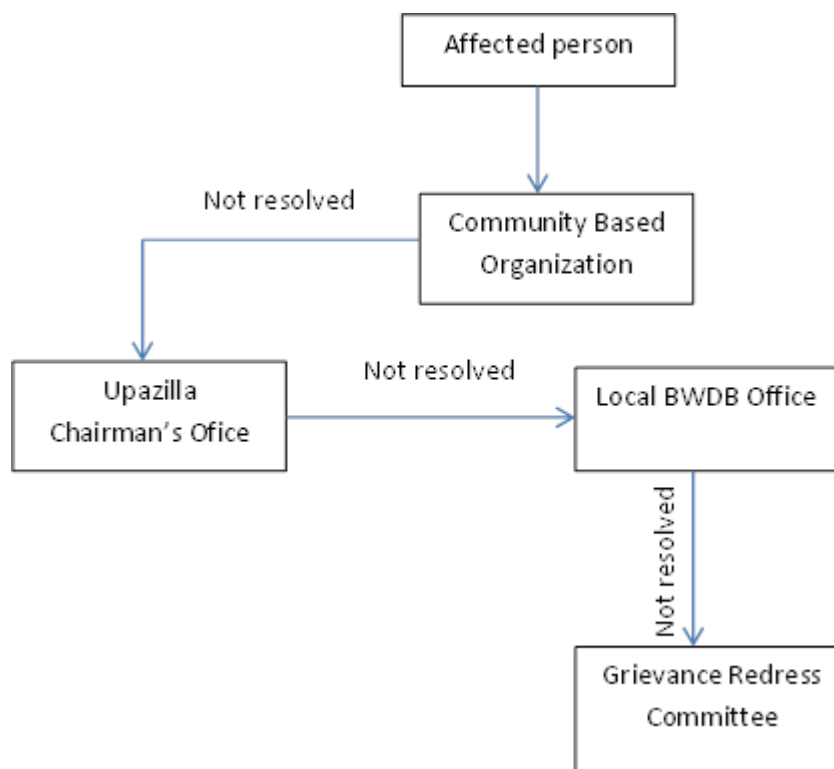 Affected person
Not resolved
Community Based
Organization
Upazilla
Chairman's Ofice
Not resolved
Local BWDB Office
Not resolved
Grievance Redress
Committee